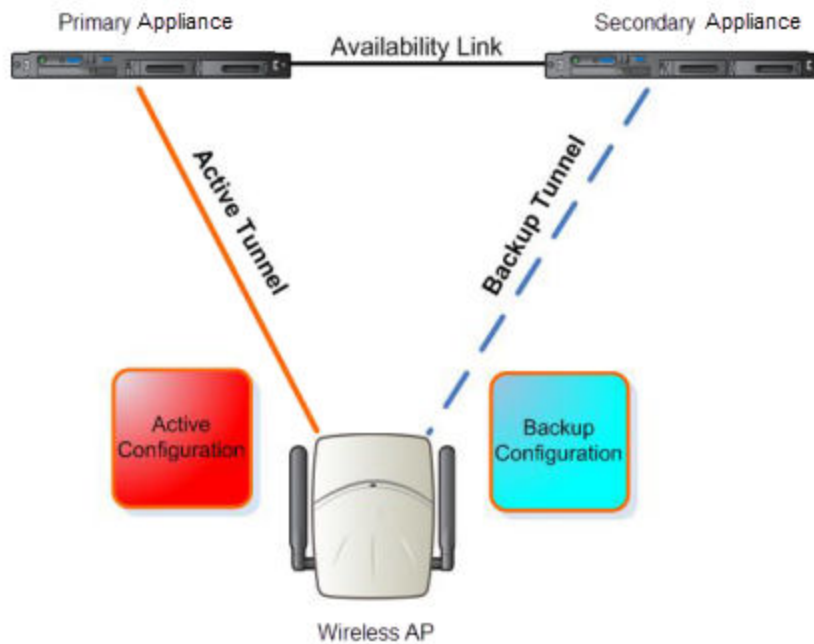 Primary Appliance
Secondary Appliance
Availability Link
Active Tunnel
Backup Tunnel
Active
Configuration
Backup
Configuration
Wireless AP